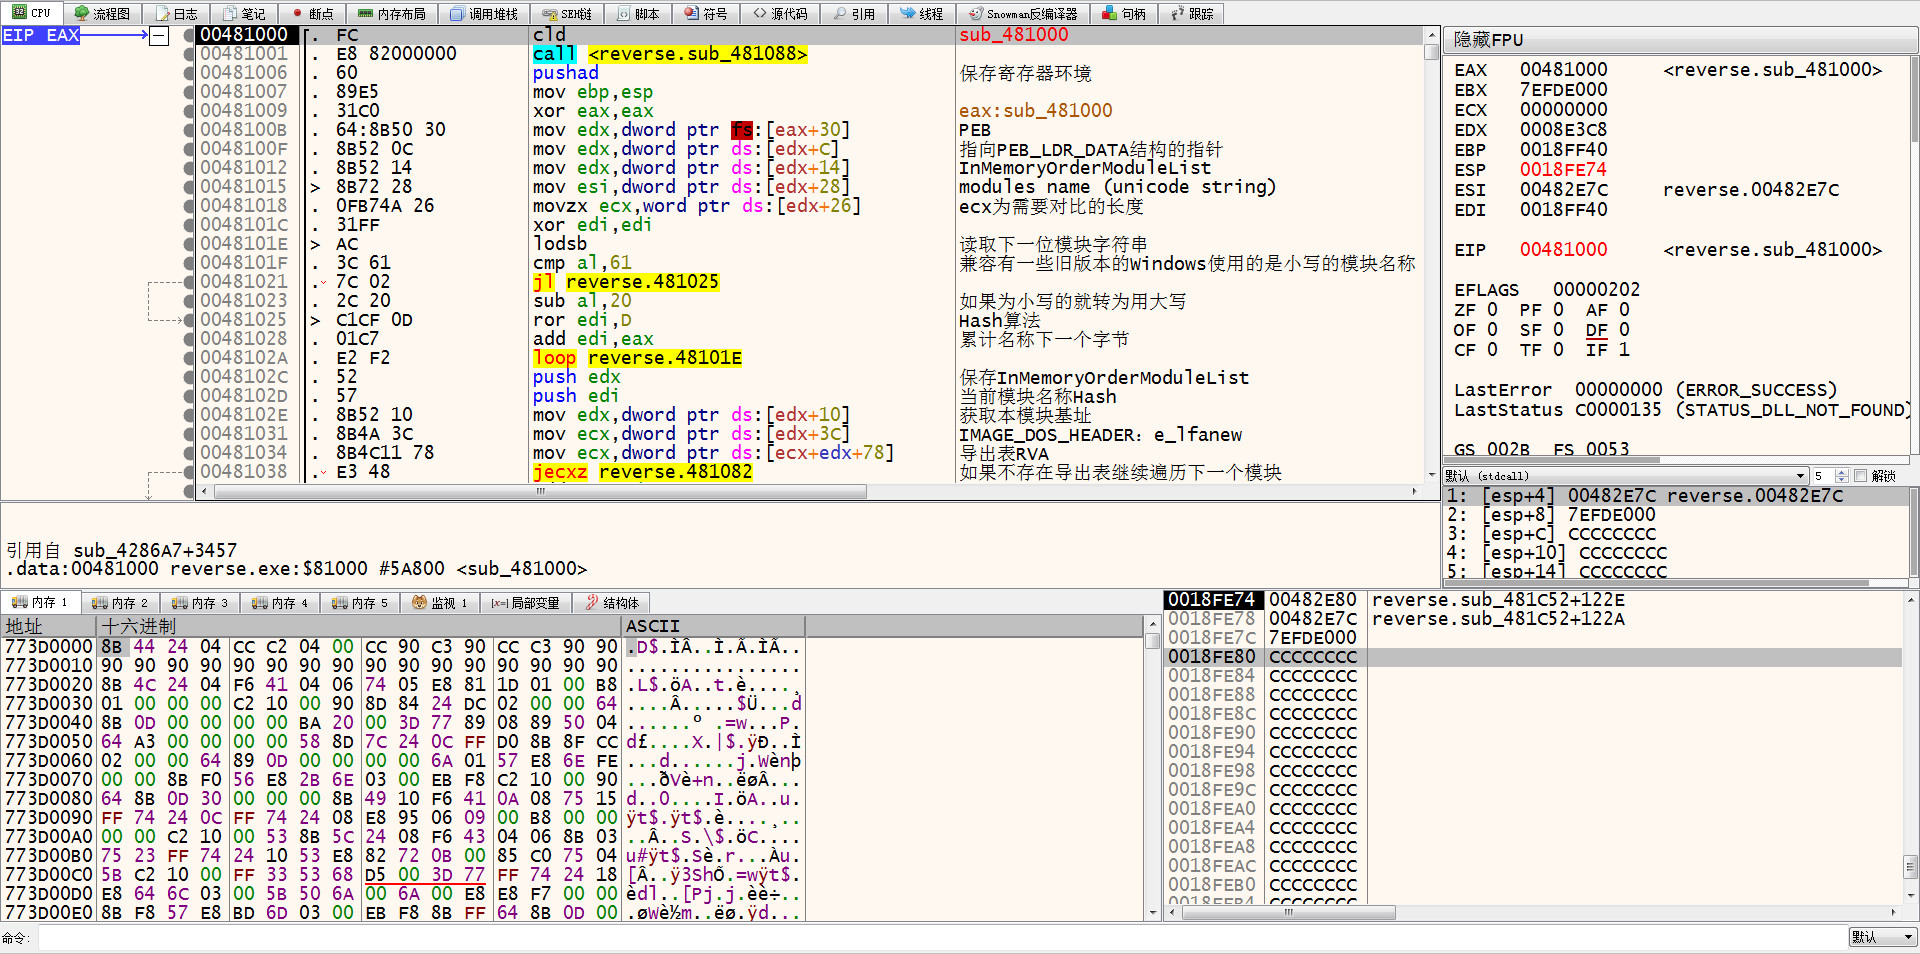 CPU 流程图 日志 笔记 断点 内存布局 调用堆栈 SEH链 脚本 符号 源代码 引用 线程 Snowman反编译器 句柄 跟踪
EIP EAX
00481000 . FC cld sub_481000
00481001 . E8 82000000 call <reverse.sub_481088>
00481006 . 60 pushad 保存寄存器环境
00481007 . 89E5 mov ebp,esp
00481009 . 31C0 xor eax,eax eax:sub_481000
0048100B . 64:8B50 30 mov edx,dword ptr fs:[eax+30] PEB
0048100F . 8B52 0C mov edx,dword ptr ds:[edx+C] 指向PEB_LDR_DATA结构的指针
00481012 . 8B52 14 mov edx,dword ptr ds:[edx+14] InMemoryOrderModuleList
00481015 > 8B72 28 mov esi,dword ptr ds:[edx+28] modules name (unicode string)
00481018 . 0FB74A 26 movzx ecx,word ptr ds:[edx+26] ecx为需要对比的长度
0048101C . 31FF xor edi,edi
0048101E > AC lodsb 读取下一位模块字符串
0048101F . 3C 61 cmp al,61 兼容有一些旧版本的Windows使用的是小写的模块名称
00481021 . 7C 02 jl reverse.481025
00481023 . 2C 20 sub al,20 如果为小写的就转为用大写
00481025 > C1CF 0D ror edi,D Hash算法
00481028 . 01C7 add edi,eax 累计名称下一个字节
0048102A . E2 F2 loop reverse.48101E
0048102C . 52 push edx 保存InMemoryOrderModuleList
0048102D . 57 push edi 当前模块名称Hash
0048102E . 8B52 10 mov edx,dword ptr ds:[edx+10] 获取本模块基址
00481031 . 8B4A 3C mov ecx,dword ptr ds:[edx+3C] IMAGE_DOS_HEADER: e_lfanew
00481034 . 8B4C11 78 mov ecx,dword ptr ds:[ecx+edx+78] 导出表RVA
00481038 . E3 48 jecxz reverse.481082 如果不存在导出表继续遍历下一个模块
隐藏FPU
EAX 00481000 <reverse.sub_481000>
EBX 7EFDE000
ECX 00000000
EDX 0008E3C8
EBP 0018FF40
ESP 0018FE74
ESI 00482E7C reverse.00482E7C
EDI 0018FF40
EIP 00481000 <reverse.sub_481000>
EFLAGS 00000202
ZF 0 PF 0 AF 0
OF 0 SF 0 DF 0
CF 0 TF 0 IF 1
LastError 00000000 (ERROR_SUCCESS)
LastStatus C0000135 (STATUS_DLL_NOT_FOUND)
GS 002B FS 0053
默认 (stdcall) 5 解锁
1: [esp+4] 00482E7C reverse.00482E7C
2: [esp+8] 7EFDE000
3: [esp+C] CCCCCCCC
4: [esp+10] CCCCCCCC
5: [esp+14] CCCCCCCC
引用自 sub_4286A7+3457
.data:00481000 reverse.exe:$81000 #5A800 <sub_481000>
内存 1 内存 2 内存 3 内存 4 内存 5 监视 1 [x=] 局部变量 结构体
地址 十六进制 ASCII
773D0000 8B 44 24 04 CC C2 04 00 CC 90 C3 90 CC C3 90 90 .D$.ÌÂ..Ì.Ã.ÌÃ..
773D0010 90 90 90 90 90 90 90 90 90 90 90 90 90 90 90 90 ................
773D0020 8B 4C 24 04 F6 41 04 06 74 05 E8 81 1D 01 00 B8 .L$.öA..t.è....¸
773D0030 01 00 00 00 C2 10 00 90 8D 84 24 DC 02 00 00 64 ....Â.....$Ü...d
773D0040 8B 0D 00 00 00 00 BA 20 00 3D 77 89 08 89 50 04 ......º .=w...P.
773D0050 64 A3 00 00 00 00 58 8D 7C 24 0C FF D0 8B 8F CC d£....X.|$.ÿÐ..Ì
773D0060 02 00 00 64 89 0D 00 00 00 00 6A 01 57 E8 6E FE ...d......j.Wènþ
773D0070 00 00 8B F0 56 E8 2B 6E 03 00 EB F8 C2 10 00 90 ...ðVè+n..ëøÂ...
773D0080 64 8B 0D 30 00 00 00 8B 49 10 F6 41 0A 08 75 15 d..0....I.öA..u.
773D0090 FF 74 24 0C FF 74 24 08 E8 95 06 09 00 B8 00 00 ÿt$.ÿt$.è....¸..
773D00A0 00 00 C2 10 00 53 8B 5C 24 08 F6 43 04 06 8B 03 ..Â..S.\$.öC....
773D00B0 75 23 FF 74 24 10 53 E8 82 72 0B 00 85 C0 75 04 u#ÿt$.Sè.r...Àu.
773D00C0 5B C2 10 00 FF 33 53 68 D5 00 3D 77 FF 74 24 18 [Â..ÿ3ShÕ.=wÿt$.
773D00D0 E8 64 6C 03 00 5B 50 6A 00 6A 00 E8 E8 F7 00 00 èdl..[Pj.j.èè÷..
773D00E0 8B F8 57 E8 BD 6D 03 00 EB F8 8B FF 64 8B 0D 00 .øWè½m..ëø.ÿd...
0018FE74 00482E80 reverse.sub_481C52+122E
0018FE78 00482E7C reverse.sub_481C52+122A
0018FE7C 7EFDE000
0018FE80 CCCCCCCC
0018FE84 CCCCCCCC
0018FE88 CCCCCCCC
0018FE8C CCCCCCCC
0018FE90 CCCCCCCC
0018FE94 CCCCCCCC
0018FE98 CCCCCCCC
0018FE9C CCCCCCCC
0018FEA0 CCCCCCCC
0018FEA4 CCCCCCCC
0018FEA8 CCCCCCCC
0018FEAC CCCCCCCC
0018FEB0 CCCCCCCC
0018FEB4 CCCCCCCC
命令: 默认